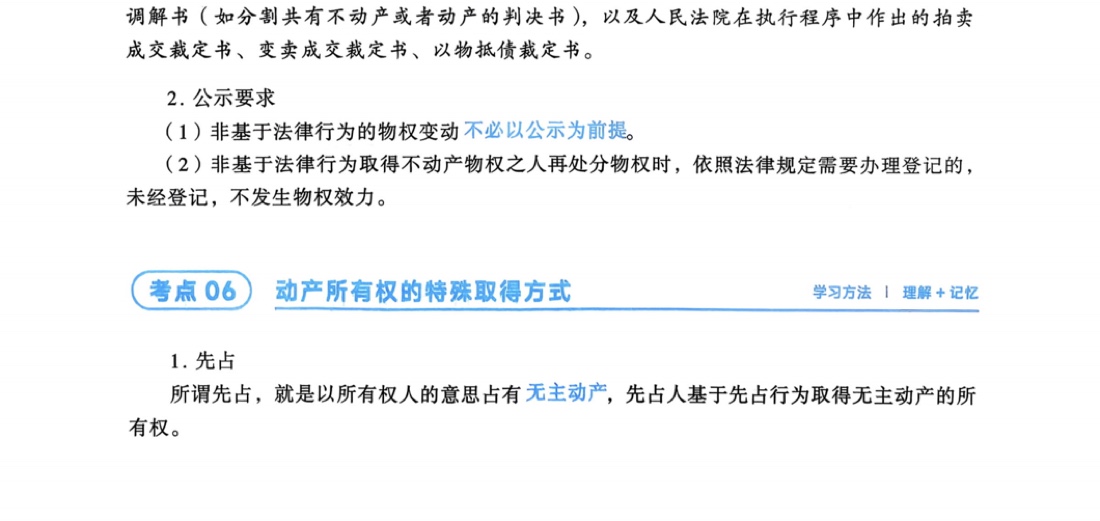 调解书（如分割共有不动产或者动产的判决书），以及人民法院在执行程序中作出的拍卖
成交裁定书、变卖成交裁定书、以物抵债裁定书。
2. 公示要求
（1）非基于法律行为的物权变动不必以公示为前提。
（2）非基于法律行为取得不动产物权之人再处分物权时，依照法律规定需要办理登记的，
未经登记，不发生物权效力。
考点 06 动产所有权的特殊取得方式 学习方法 | 理解 + 记忆
1. 先占
所谓先占，就是以所有权人的意思占有无主动产，先占人基于先占行为取得无主动产的所
有权。